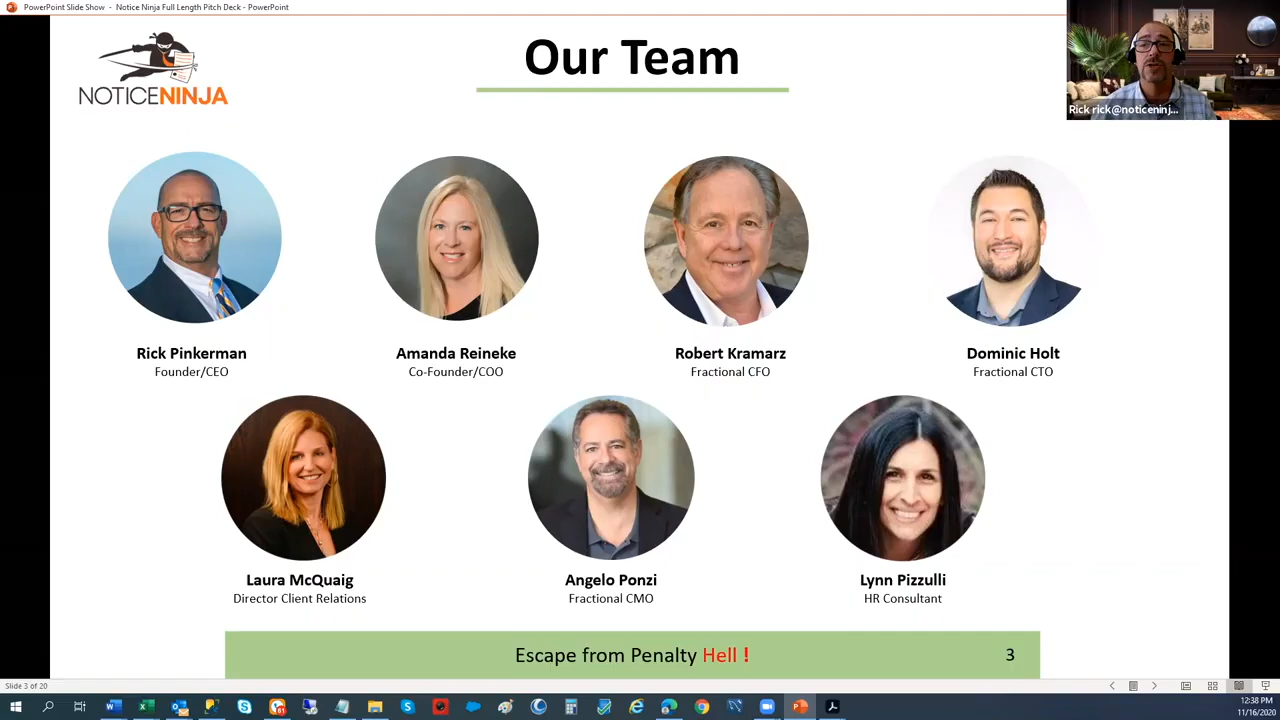 PowerPoint Slide Show - Notice Ninja Full Length Pitch Deck - PowerPoint
NOTICENINJA
Our Team
Rick rick@noticeninj...
Rick Pinkerman
Founder/CEO
Amanda Reineke
Co-Founder/COO
Robert Kramarz
Fractional CFO
Dominic Holt
Fractional CTO
Laura McQuaig
Director Client Relations
Angelo Ponzi
Fractional CMO
Lynn Pizzulli
HR Consultant
Escape from Penalty Hell !
3
Slide 3 of 20
61
12:38 PM
11/16/2020